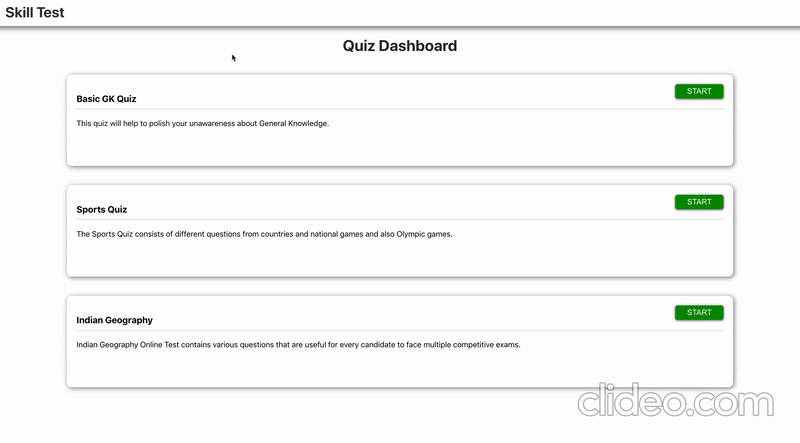 Skill Test
Quiz Dashboard
START
Basic GK Quiz
This quiz will help to polish your unawareness about General Knowledge.
START
Sports Quiz
The Sports Quiz consists of different questions from countries and national games and also Olympic games.
START
Indian Geography
Indian Geography Online Test contains various questions that are useful for every candidate to face multiple competitive exams.
clideo.com